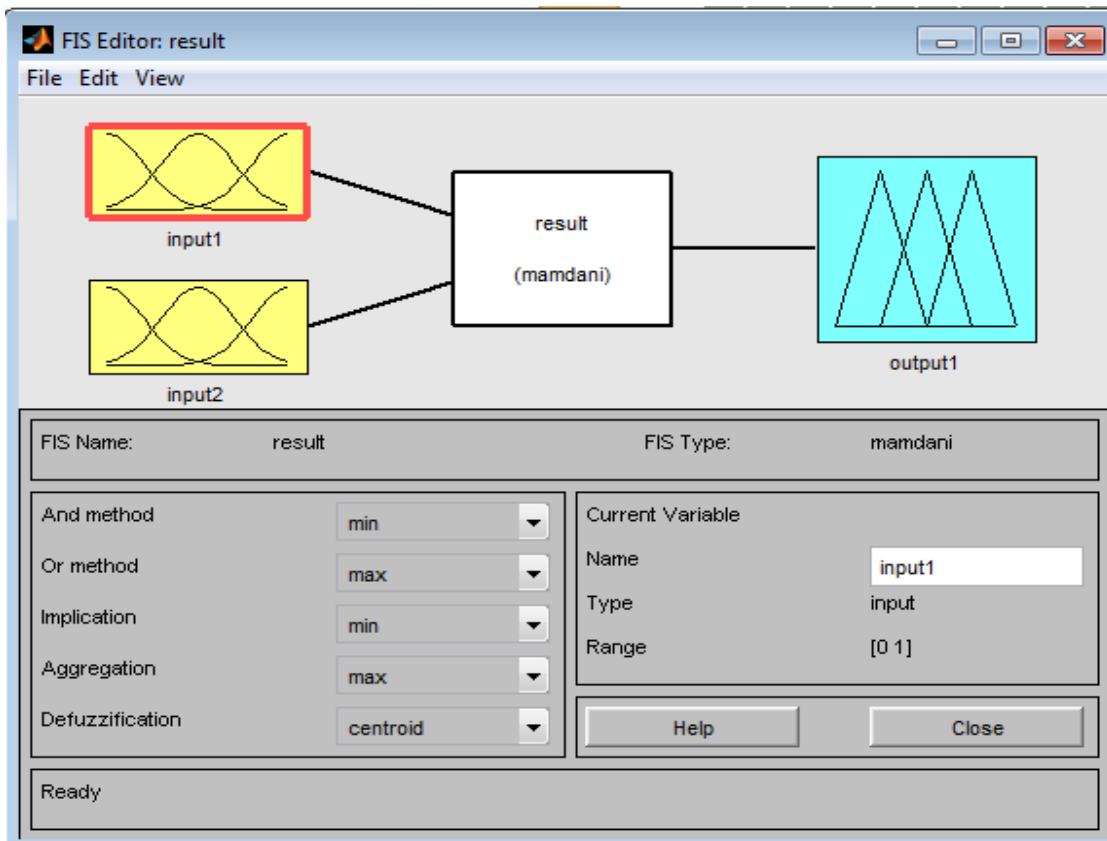 FIS Editor: result
File Edit View
input1
input2
result
(mamdani)
output1
FIS Name: result FIS Type: mamdani
And method min
Or method max
Implication min
Aggregation max
Defuzzification centroid
Current Variable
Name input1
Type input
Range [0 1]
Help Close
Ready